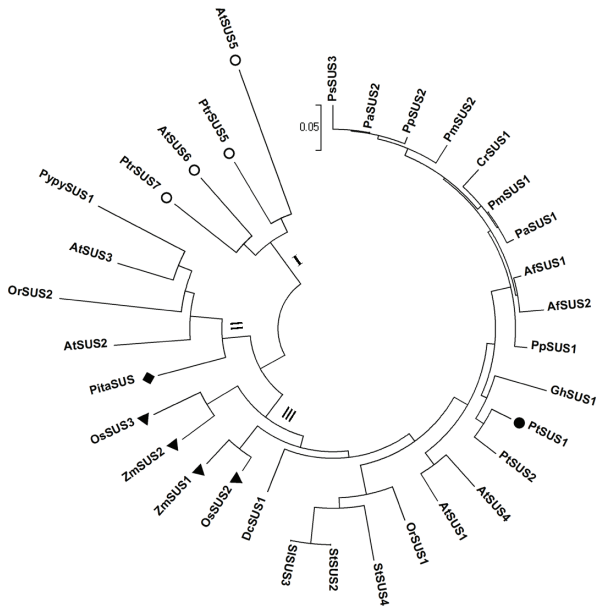 AtSUS5
PtrSUS5
AtSUS6
PtrSUS7
PypySUS1
AtSUS3
OrSUS2
AtSUS2
PitaSUS
OsSUS3
ZmSUS2
ZmSUS1
OsSUS2
DcSUS1
SlSUS3
StSUS2
StSUS4
OrSUS1
AtSUS1
AtSUS4
PtSUS2
PtSUS1
GhSUS1
PpSUS1
AfSUS2
AfSUS1
PaSUS1
PmSUS1
CrSUS1
PmSUS2
PpSUS2
PaSUS2
PsSUS3
0.05
I
II
III